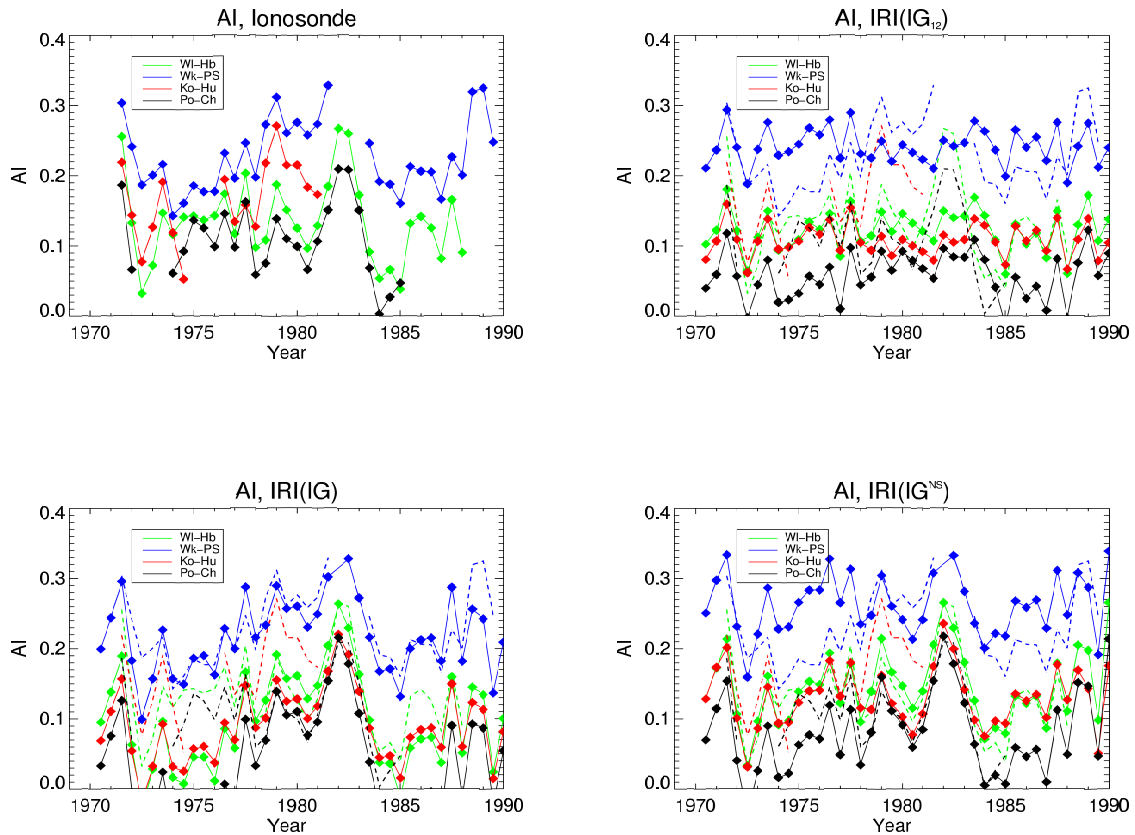 AI, Ionosonde
0.4
0.3
0.2
0.1
0.0
AI
Wl–Hb
Wk–PS
Ko–Hu
Po–Ch
1970
1975
1980
1985
1990
Year
AI, IRI(IG₁₂)
0.4
0.3
0.2
0.1
0.0
AI
Wl–Hb
Wk–PS
Ko–Hu
Po–Ch
1970
1975
1980
1985
1990
Year
AI, IRI(IG)
0.4
0.3
0.2
0.1
0.0
AI
Wl–Hb
Wk–PS
Ko–Hu
Po–Ch
1970
1975
1980
1985
1990
Year
AI, IRI(IGᴺˢ)
0.4
0.3
0.2
0.1
0.0
AI
Wl–Hb
Wk–PS
Ko–Hu
Po–Ch
1970
1975
1980
1985
1990
Year